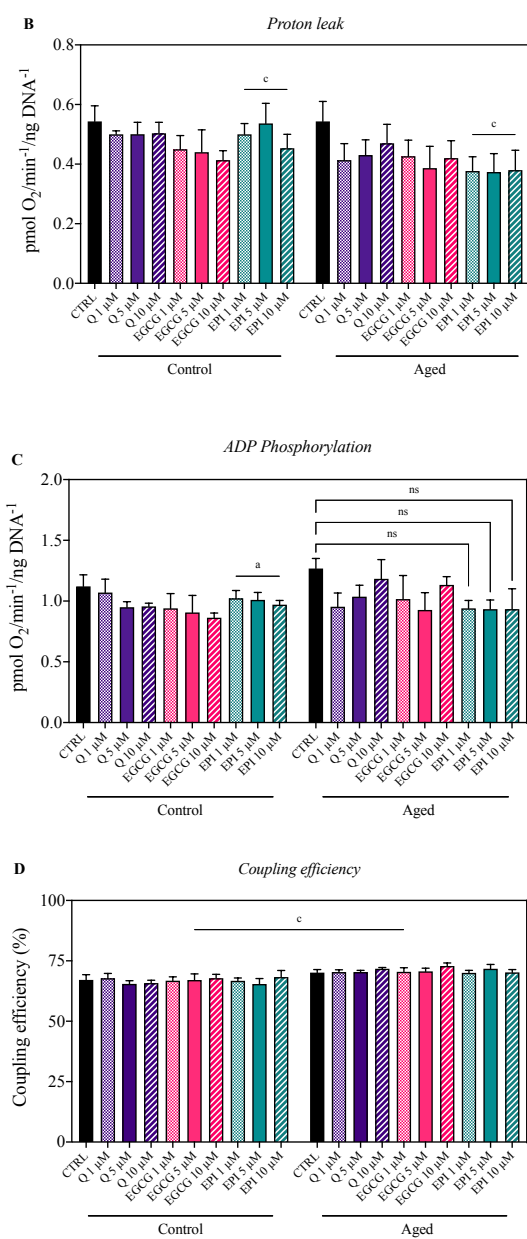 B
Proton leak
pmol O₂/min⁻¹/ng DNA⁻¹
0.8
0.6
0.4
0.2
0.0
c
c
CTRL
Q 1 µM
Q 5 µM
Q 10 µM
EGCG 1 µM
EGCG 5 µM
EGCG 10 µM
EPI 1 µM
EPI 5 µM
EPI 10 µM
CTRL
Q 1 µM
Q 5 µM
Q 10 µM
EGCG 1 µM
EGCG 5 µM
EGCG 10 µM
EPI 1 µM
EPI 5 µM
EPI 10 µM
Control
Aged
C
ADP Phosphorylation
pmol O₂/min⁻¹/ng DNA⁻¹
2.0
1.5
1.0
0.5
0.0
a
ns
ns
ns
CTRL
Q 1 µM
Q 5 µM
Q 10 µM
EGCG 1 µM
EGCG 5 µM
EGCG 10 µM
EPI 1 µM
EPI 5 µM
EPI 10 µM
CTRL
Q 1 µM
Q 5 µM
Q 10 µM
EGCG 1 µM
EGCG 5 µM
EGCG 10 µM
EPI 1 µM
EPI 5 µM
EPI 10 µM
Control
Aged
D
Coupling efficiency
Coupling efficiency (%)
100
75
50
25
0
c
CTRL
Q 1 µM
Q 5 µM
Q 10 µM
EGCG 1 µM
EGCG 5 µM
EGCG 10 µM
EPI 1 µM
EPI 5 µM
EPI 10 µM
CTRL
Q 1 µM
Q 5 µM
Q 10 µM
EGCG 1 µM
EGCG 5 µM
EGCG 10 µM
EPI 1 µM
EPI 5 µM
EPI 10 µM
Control
Aged